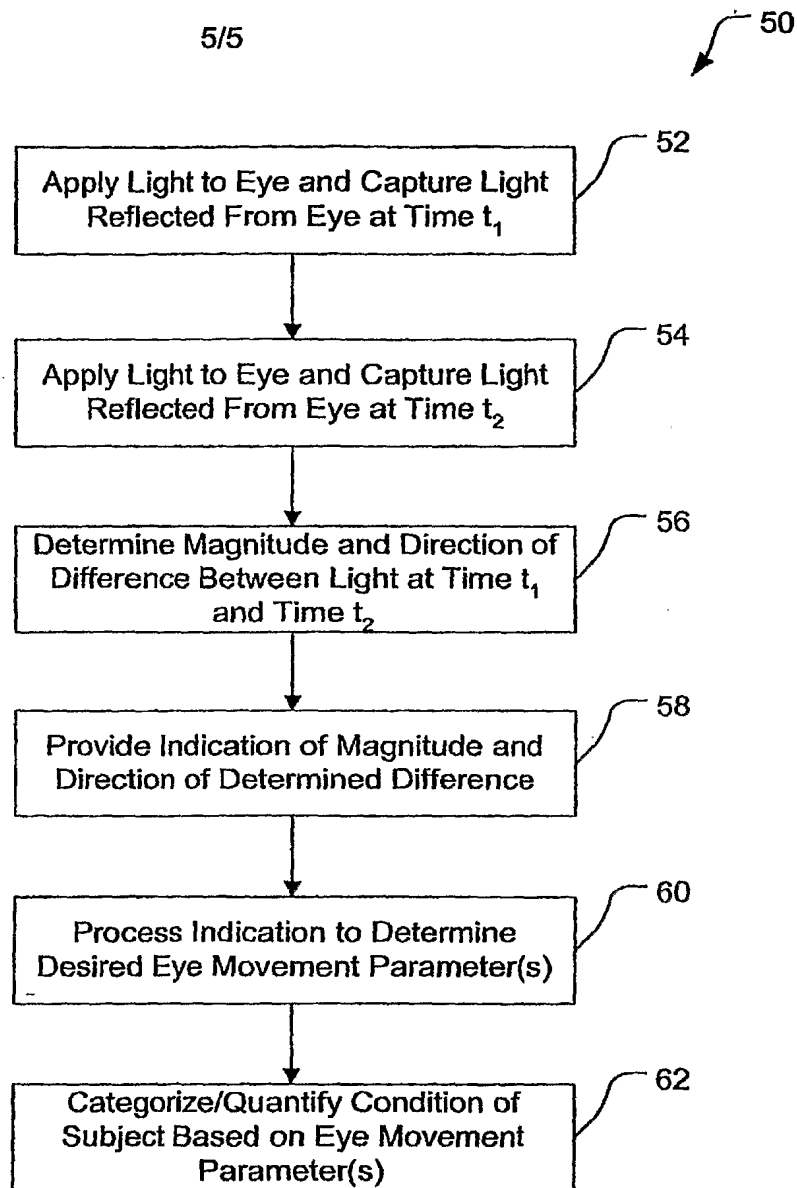 5/5
50
52
Apply Light to Eye and Capture Light
Reflected From Eye at Time t₁
54
Apply Light to Eye and Capture Light
Reflected From Eye at Time t₂
56
Determine Magnitude and Direction of
Difference Between Light at Time t₁
and Time t₂
58
Provide Indication of Magnitude and
Direction of Determined Difference
60
Process Indication to Determine
Desired Eye Movement Parameter(s)
62
Categorize/Quantify Condition of
Subject Based on Eye Movement
Parameter(s)